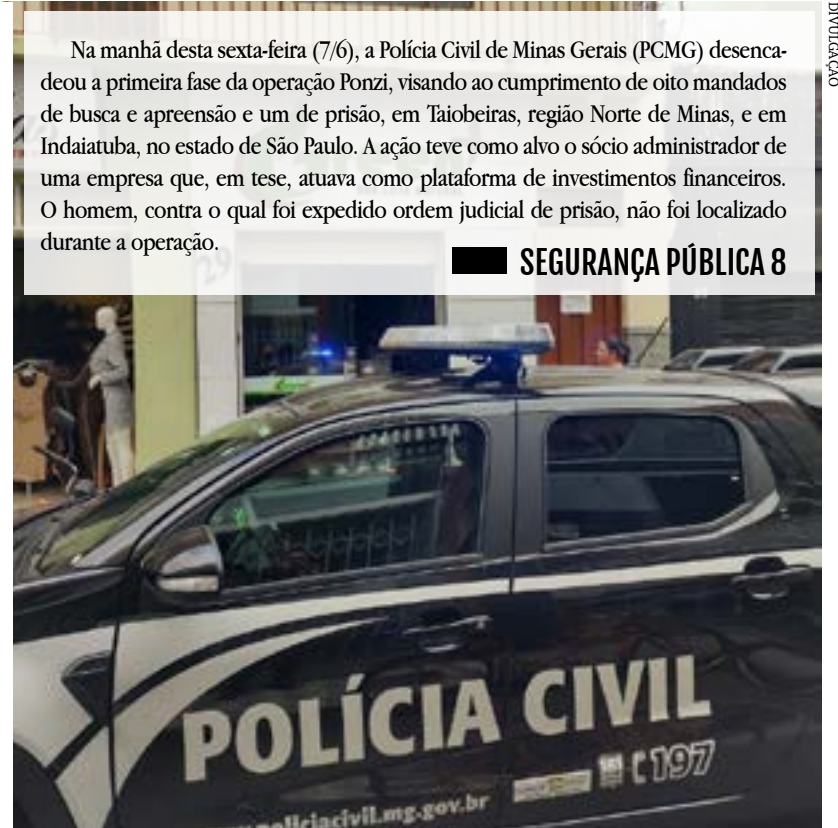 DIVULGAÇÃO
Na manhã desta sexta-feira (7/6), a Polícia Civil de Minas Gerais (PCMG) desenca-
deou a primeira fase da operação Ponzi, visando ao cumprimento de oito mandados
de busca e apreensão e um de prisão, em Taiobeiras, região Norte de Minas, e em
Indaiatuba, no estado de São Paulo. A ação teve como alvo o sócio administrador de
uma empresa que, em tese, atuava como plataforma de investimentos financeiros.
O homem, contra o qual foi expedido ordem judicial de prisão, não foi localizado
durante a operação.
SEGURANÇA PÚBLICA 8
Green
29
POLÍCIA CIVIL
197
policiacivil.mg.gov.br